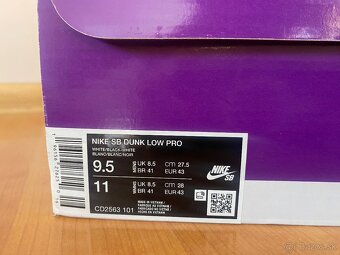 NIKE SB DUNK LOW PRO
WHITE/BLACK-WHITE
BLANC/BLANC/NOIR
9.5 MENS UK 8.5 CM 27.5
BR 41 EUR 43
11 WMNS UK 8.5 CM 28
BR 41 EUR 43
CD2563 101
MADE IN VIETNAM
NIKE
SB